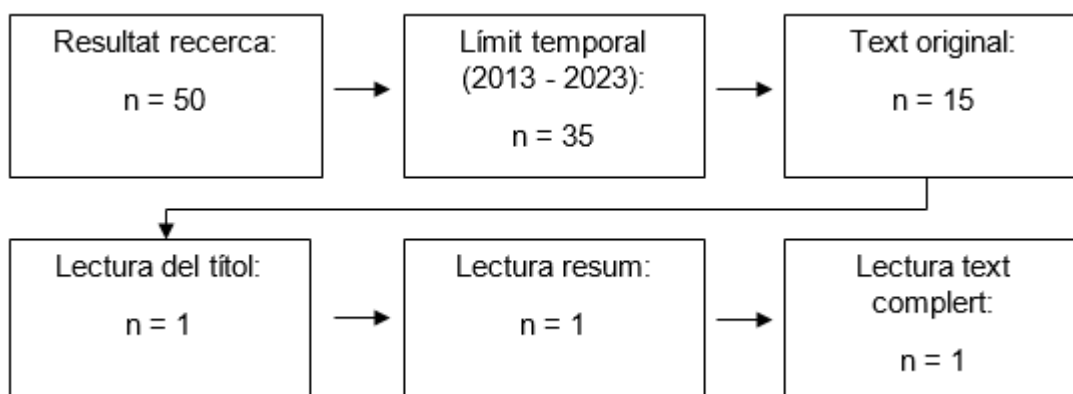 Resultat recerca:
n = 50
Límit temporal
(2013 - 2023):
n = 35
Text original:
n = 15
Lectura del títol:
n = 1
Lectura resum:
n = 1
Lectura text
complert:
n = 1